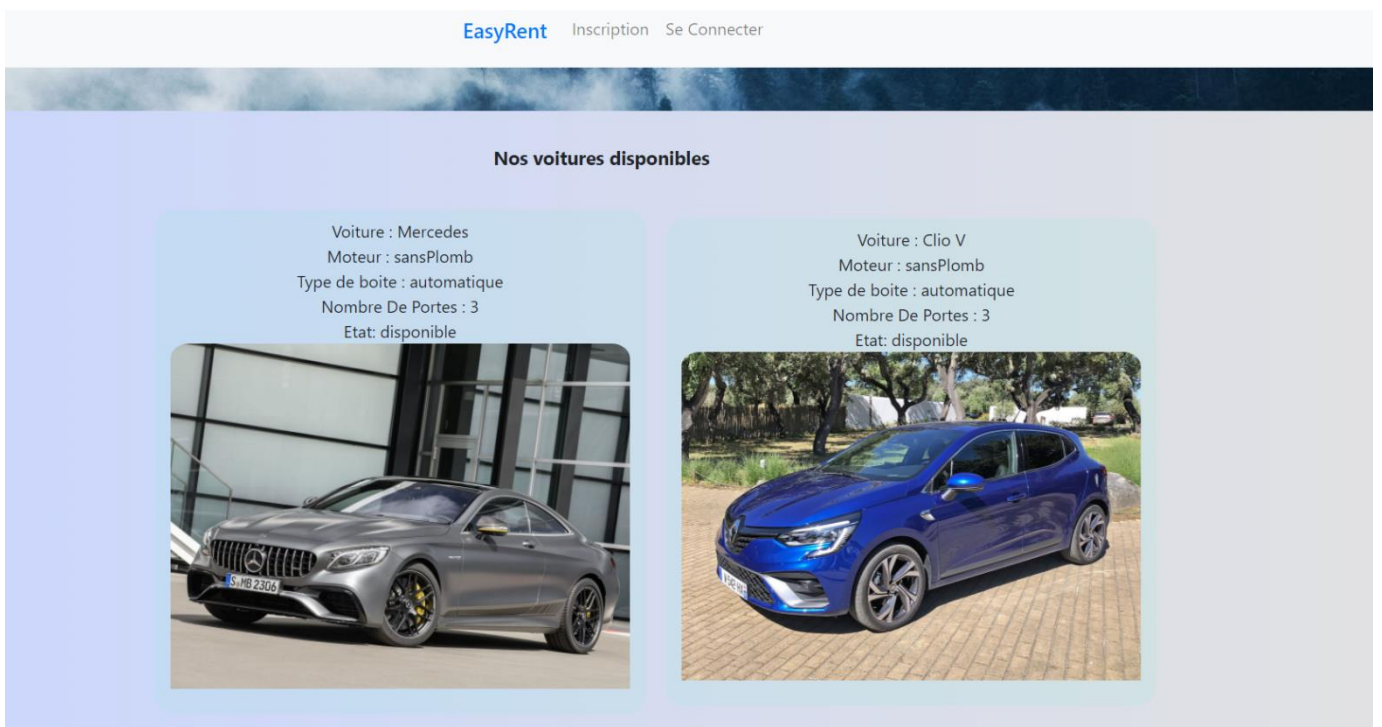 EasyRent Inscription Se Connecter
Nos voitures disponibles
Voiture : Mercedes
Moteur : sansPlomb
Type de boite : automatique
Nombre De Portes : 3
Etat: disponible
S MB 2306
Voiture : Clio V
Moteur : sansPlomb
Type de boite : automatique
Nombre De Portes : 3
Etat: disponible